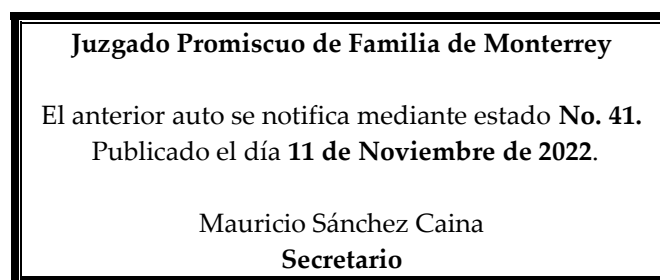 Juzgado Promiscuo de Familia de Monterrey
El anterior auto se notifica mediante estado No. 41.
Publicado el día 11 de Noviembre de 2022.
Mauricio Sánchez Caina
Secretario